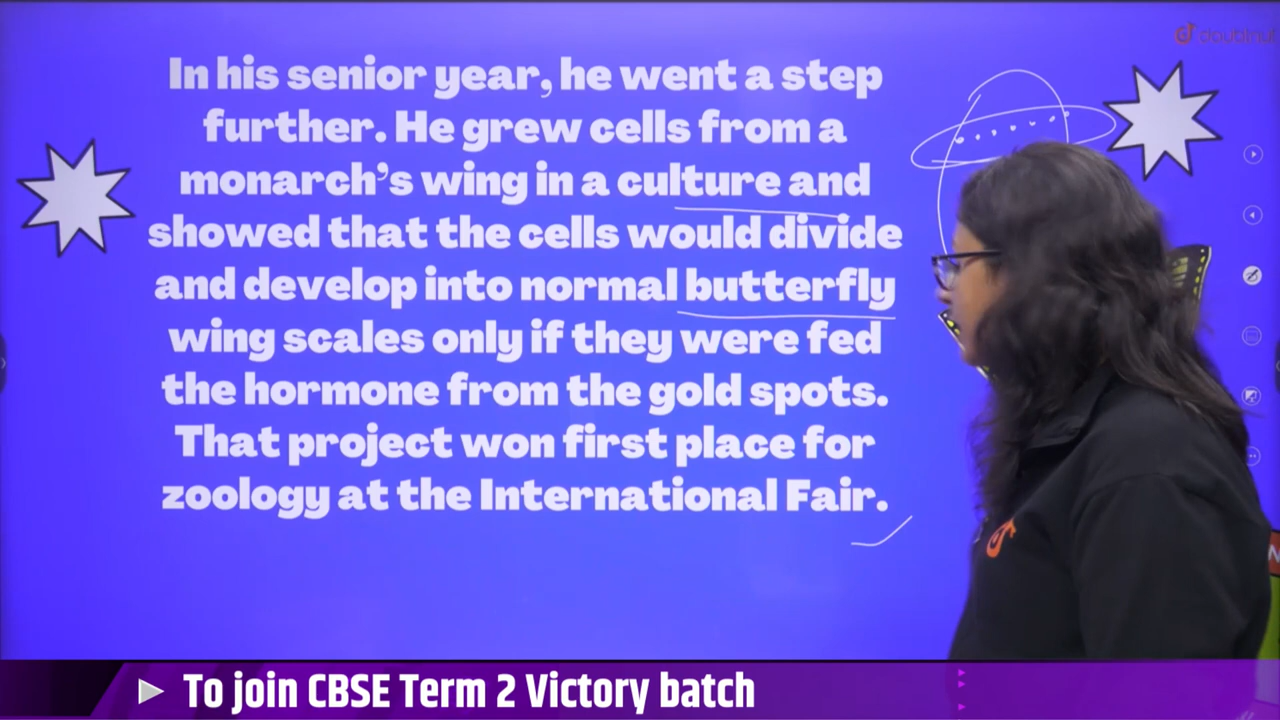 doubtnut
In his senior year, he went a step
further. He grew cells from a
monarch's wing in a culture and
showed that the cells would divide
and develop into normal butterfly
wing scales only if they were fed
the hormone from the gold spots.
That project won first place for
zoology at the International Fair.
To join CBSE Term 2 Victory batch